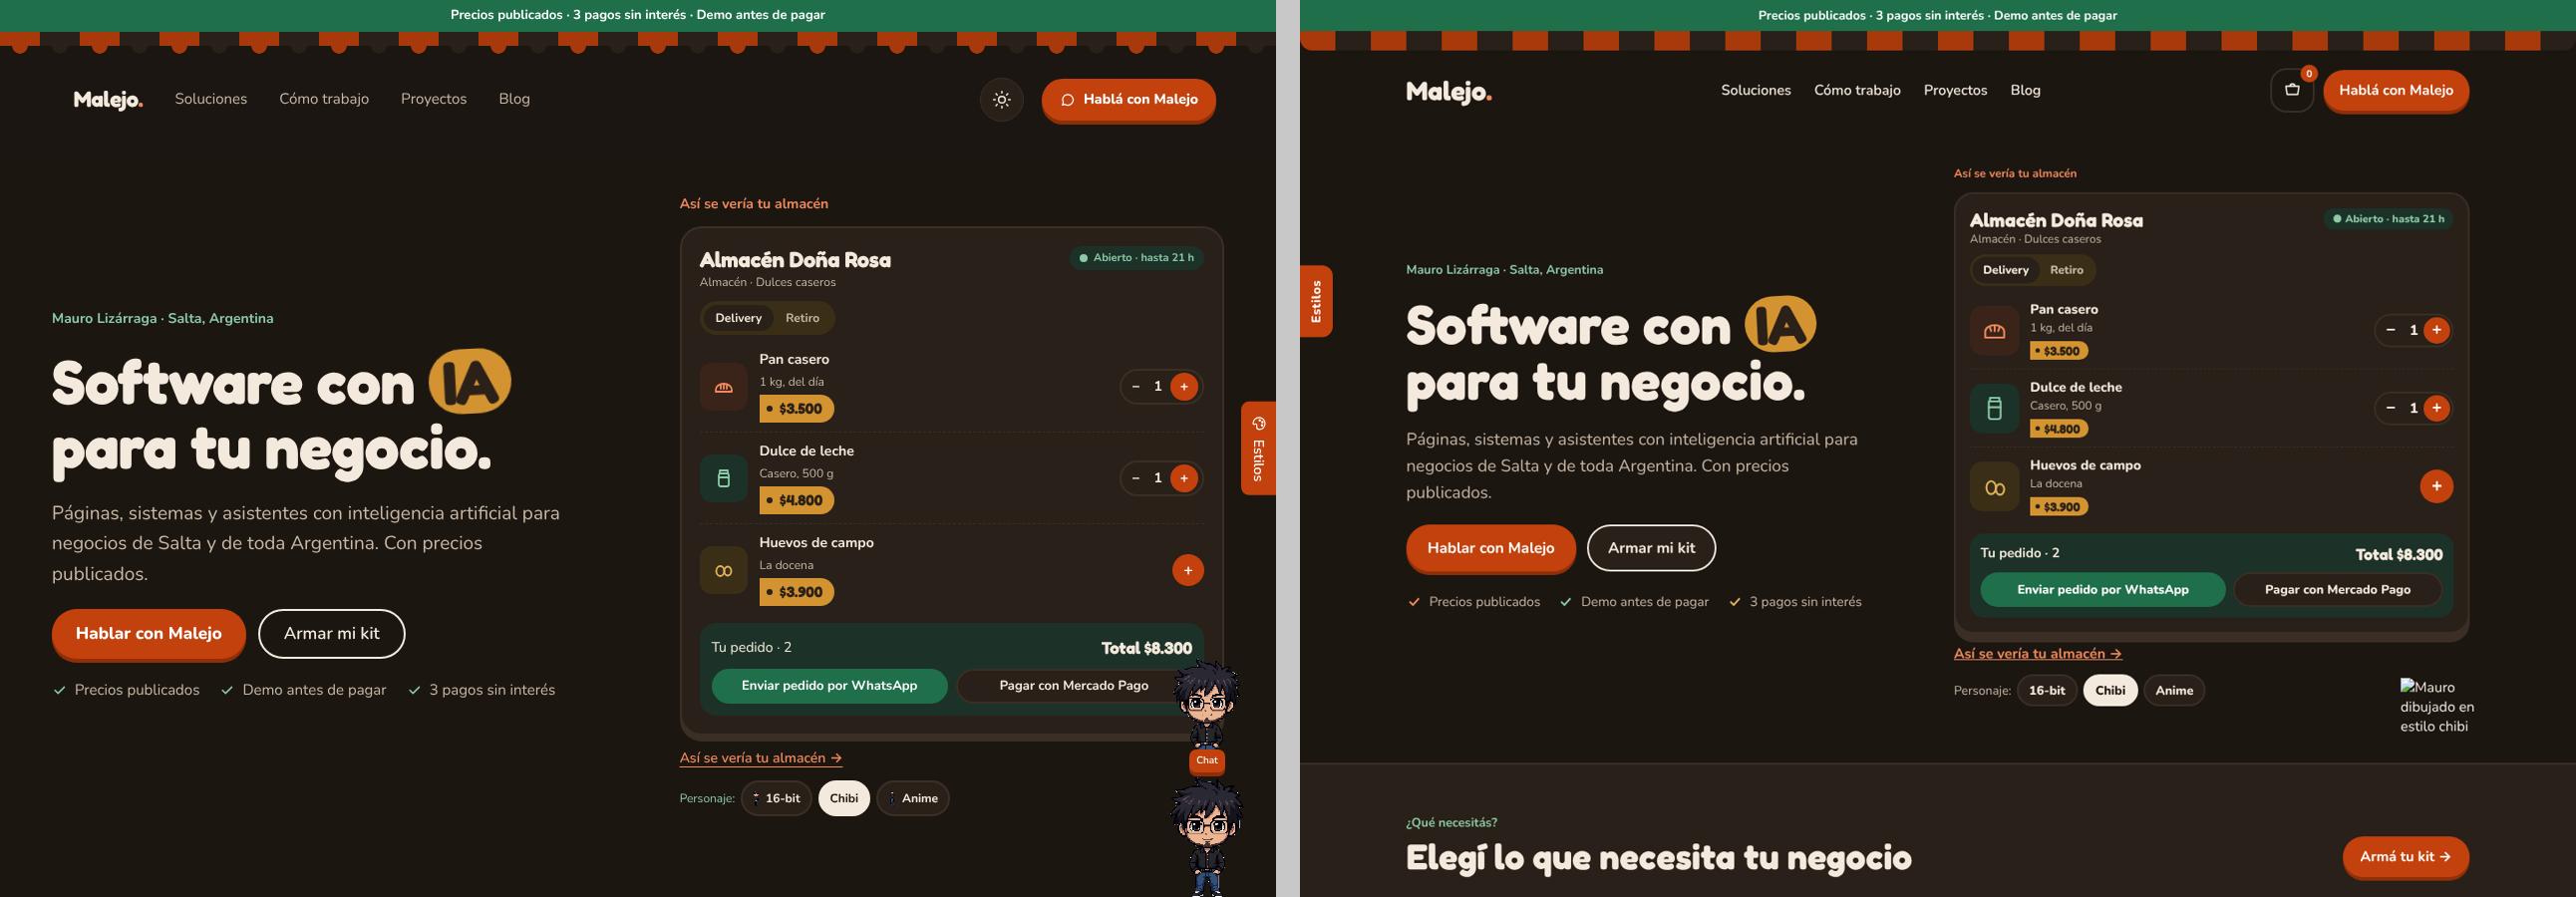 Precios publicados · 3 pagos sin interés · Demo antes de pagar
Malejo.
Soluciones
Cómo trabajo
Proyectos
Blog
Hablá con Malejo
Mauro Lizárraga · Salta, Argentina
Software con IA
para tu negocio.
Páginas, sistemas y asistentes con inteligencia artificial para
negocios de Salta y de toda Argentina. Con precios
publicados.
Hablar con Malejo
Armar mi kit
Precios publicados
Demo antes de pagar
3 pagos sin interés
Así se vería tu almacén
Almacén Doña Rosa
Abierto · hasta 21 h
Almacén · Dulces caseros
Delivery
Retiro
Pan casero
1 kg, del día
$3.500
− 1 +
Dulce de leche
Casero, 500 g
$4.800
− 1 +
Huevos de campo
La docena
$3.900
+
Tu pedido · 2
Total $8.300
Enviar pedido por WhatsApp
Pagar con Mercado Pago
Así se vería tu almacén →
Personaje:
16-bit
Chibi
Anime
Chat
Estilos
Precios publicados · 3 pagos sin interés · Demo antes de pagar
Malejo.
Soluciones
Cómo trabajo
Proyectos
Blog
0
Hablá con Malejo
Estilos
Mauro Lizárraga · Salta, Argentina
Software con IA
para tu negocio.
Páginas, sistemas y asistentes con inteligencia artificial para
negocios de Salta y de toda Argentina. Con precios
publicados.
Hablar con Malejo
Armar mi kit
Precios publicados
Demo antes de pagar
3 pagos sin interés
Así se vería tu almacén
Almacén Doña Rosa
Abierto · hasta 21 h
Almacén · Dulces caseros
Delivery
Retiro
Pan casero
1 kg, del día
$3.500
− 1 +
Dulce de leche
Casero, 500 g
$4.800
− 1 +
Huevos de campo
La docena
$3.900
+
Tu pedido · 2
Total $8.300
Enviar pedido por WhatsApp
Pagar con Mercado Pago
Así se vería tu almacén →
Personaje:
16-bit
Chibi
Anime
Mauro
dibujado en
estilo chibi
¿Qué necesitás?
Elegí lo que necesita tu negocio
Armá tu kit →